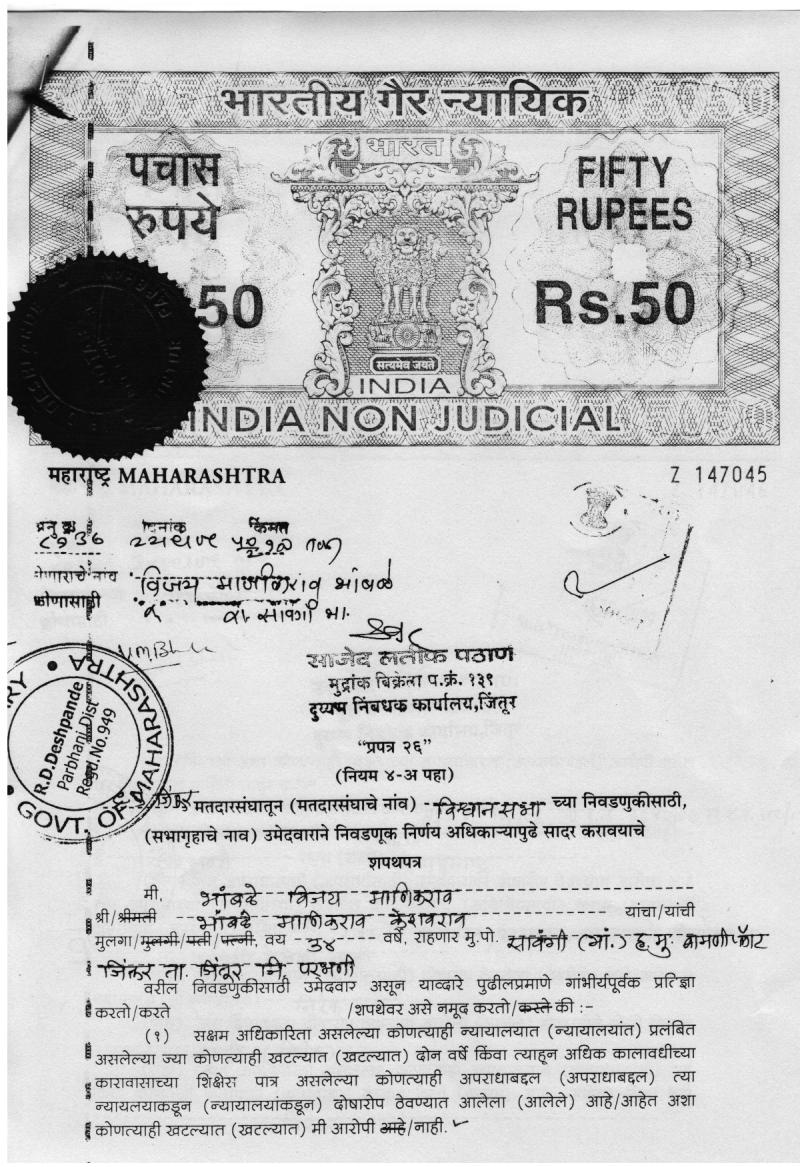 भारतीय गैर न्यायिक
भारत
पचास
रुपये
FIFTY
RUPEES
50
Rs.50
सत्यमेव जयते
INDIA
INDIA NON JUDICIAL
महाराष्ट्र MAHARASHTRA
Z 147045
दिनांक किंमत
विजय माणिकराव भांबळे
कोणासाठी
साजेद लतीफ पठाण
मुद्रांक विक्रेता प.क्रं. १३९
दुय्यम निंबधक कार्यालय,जिंतूर
R.D.Deshpande
Parbhani Dist
Regd.No.949
GOVT. OF MAHARASHTRA
"प्रपत्र २६"
(नियम ४-अ पहा)
मतदारसंघातून (मतदारसंघाचे नांव) विधानसभा च्या निवडणुकीसाठी,
(सभागृहाचे नाव) उमेदवाराने निवडणूक निर्णय अधिकाऱ्यापुढे सादर करावयाचे
शपथपत्र
मी, भांबळे विजय माणिकराव
श्री/श्रीमती भांबळे माणिकराव केशवराव यांचा/यांची
मुलगा/मुलगी/पती/पत्नी, वय ३४ वर्षे, राहणार मु.पो. सावंगी (भां.) ह.मु. बामणी प्लॉट
जिंतूर ता. जिंतूर जि. परभणी
वरील निवडणुकीसाठी उमेदवार असून याव्दारे पुढीलप्रमाणे गांभीर्यपूर्वक प्रतिज्ञा
करतो/करते /शपथेवर असे नमूद करतो/करते की :-
(१) सक्षम अधिकारिता असलेल्या कोणत्याही न्यायालयात (न्यायालयांत) प्रलंबित
असलेल्या ज्या कोणत्याही खटल्यात (खटल्यात) दोन वर्षे किंवा त्याहून अधिक कालावधीच्या
कारावासाच्या शिक्षेस पात्र असलेल्या कोणत्याही अपराधाबद्दल (अपराधाबद्दल) त्या
न्यायलयाकडून (न्यायालयांकडून) दोषारोप ठेवण्यात आलेला (आलेले) आहे/आहेत अशा
कोणत्याही खटल्यात (खटल्यात) मी आरोपी आहे/नाही.